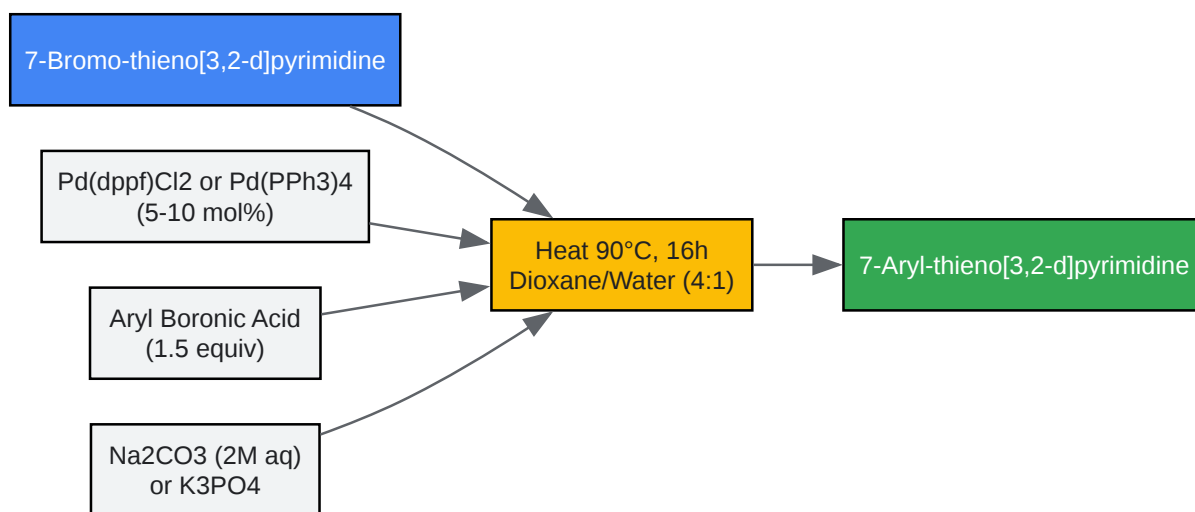 7-Bromo-thieno[3,2-d]pyrimidine
Pd(dppf)Cl2 or Pd(PPh3)4
(5-10 mol%)
Aryl Boronic Acid
(1.5 equiv)
Na2CO3 (2M aq)
or K3PO4
Heat 90°C, 16h
Dioxane/Water (4:1)
7-Aryl-thieno[3,2-d]pyrimidine